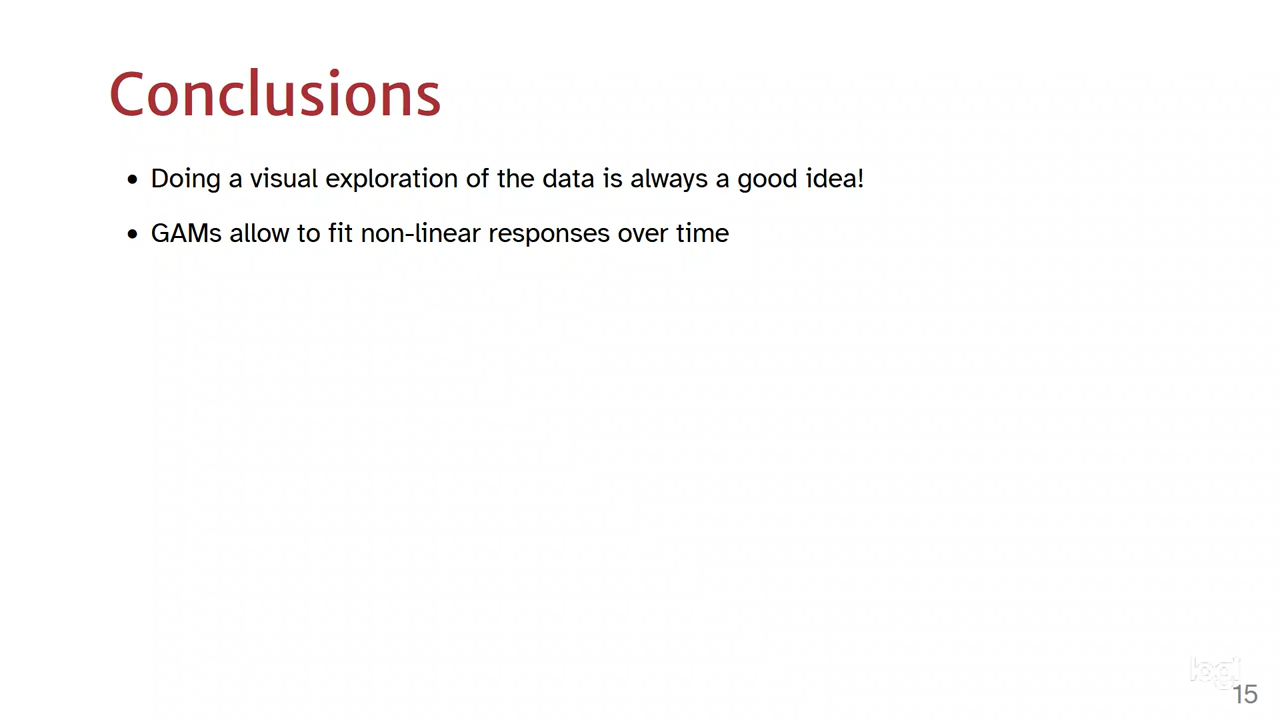 Conclusions
• Doing a visual exploration of the data is always a good idea!
• GAMs allow to fit non-linear responses over time
logi
15